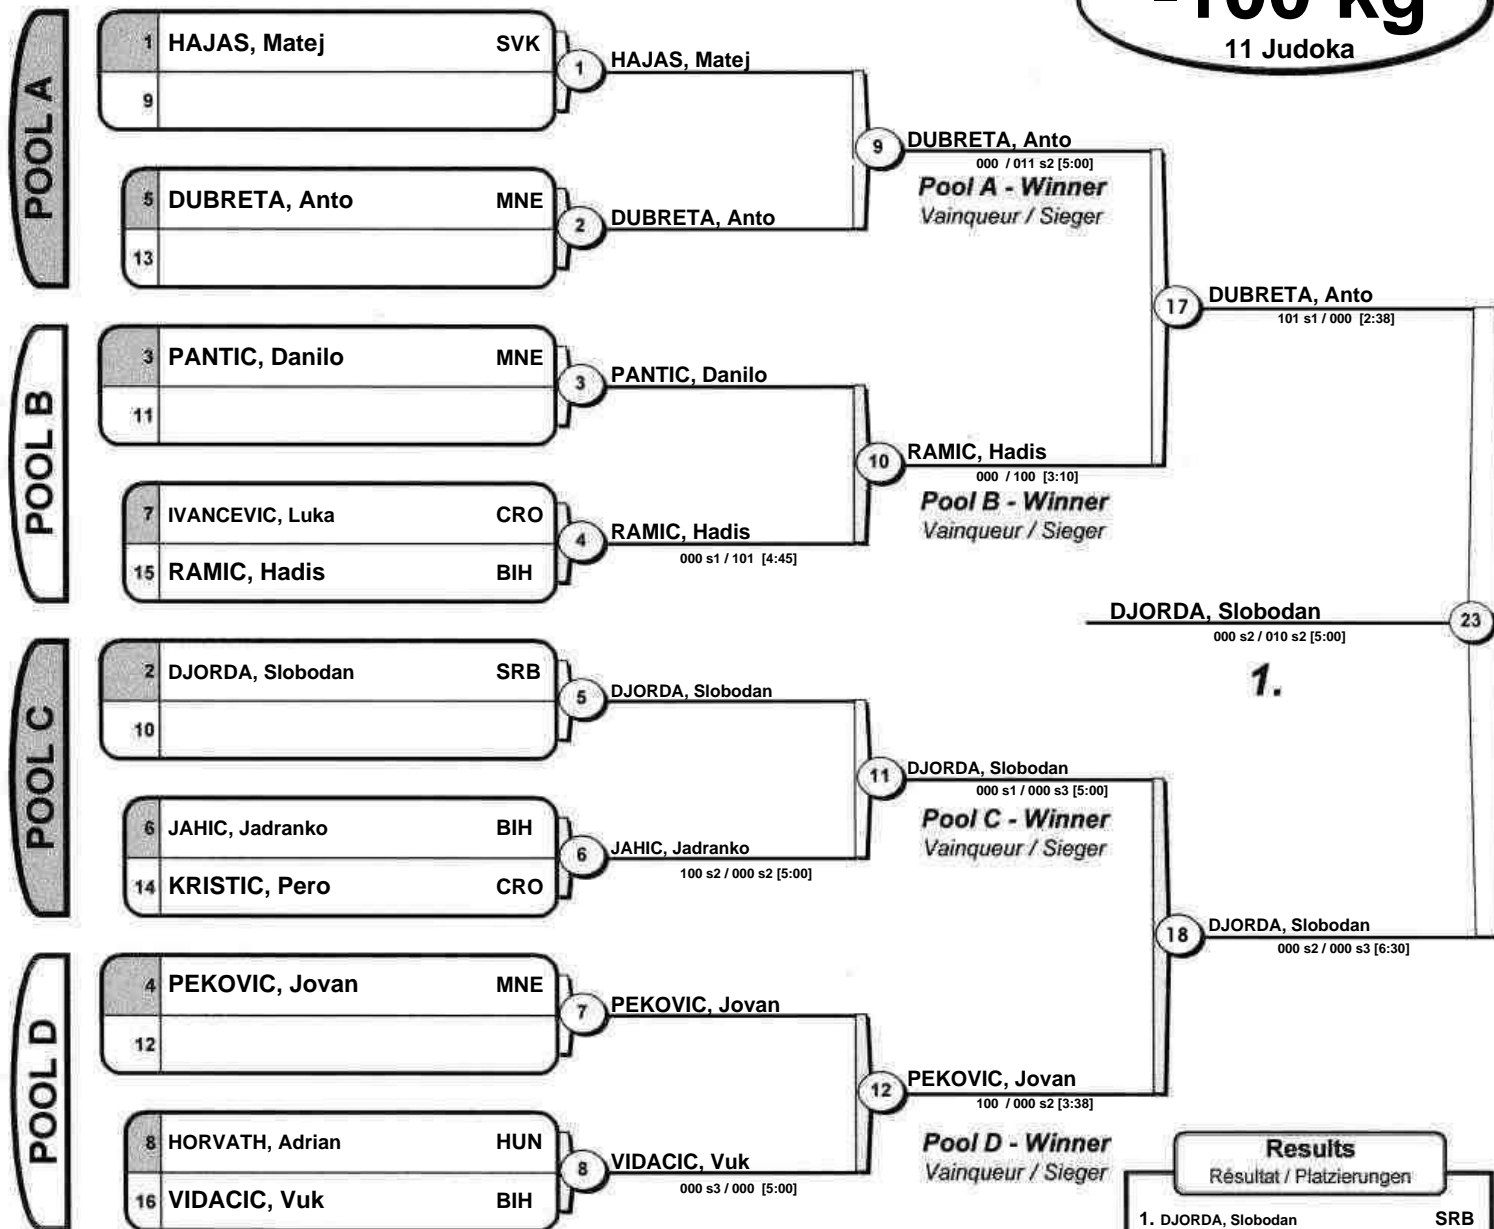 -100 kg
11 Judoka
POOL A
1 HAJAS, Matej SVK
9
1 HAJAS, Matej
5 DUBRETA, Anto MNE
13
2 DUBRETA, Anto
9 DUBRETA, Anto
000 / 011 s2 [5:00]
Pool A - Winner
Vainqueur / Sieger
POOL B
3 PANTIC, Danilo MNE
11
3 PANTIC, Danilo
7 IVANCEVIC, Luka CRO
15 RAMIC, Hadis BIH
4 RAMIC, Hadis
000 s1 / 101 [4:45]
10 RAMIC, Hadis
000 / 100 [3:10]
Pool B - Winner
Vainqueur / Sieger
17 DUBRETA, Anto
101 s1 / 000 [2:38]
DJORDA, Slobodan 23
000 s2 / 010 s2 [5:00]
1.
POOL C
2 DJORDA, Slobodan SRB
10
5 DJORDA, Slobodan
6 JAHIC, Jadranko BIH
14 KRISTIC, Pero CRO
6 JAHIC, Jadranko
100 s2 / 000 s2 [5:00]
11 DJORDA, Slobodan
000 s1 / 000 s3 [5:00]
Pool C - Winner
Vainqueur / Sieger
18 DJORDA, Slobodan
000 s2 / 000 s3 [6:30]
POOL D
4 PEKOVIC, Jovan MNE
12
7 PEKOVIC, Jovan
8 HORVATH, Adrian HUN
16 VIDACIC, Vuk BIH
8 VIDACIC, Vuk
000 s3 / 000 [5:00]
12 PEKOVIC, Jovan
100 / 000 s2 [3:38]
Pool D - Winner
Vainqueur / Sieger
Results
Résultat / Platzierungen
1. DJORDA, Slobodan SRB